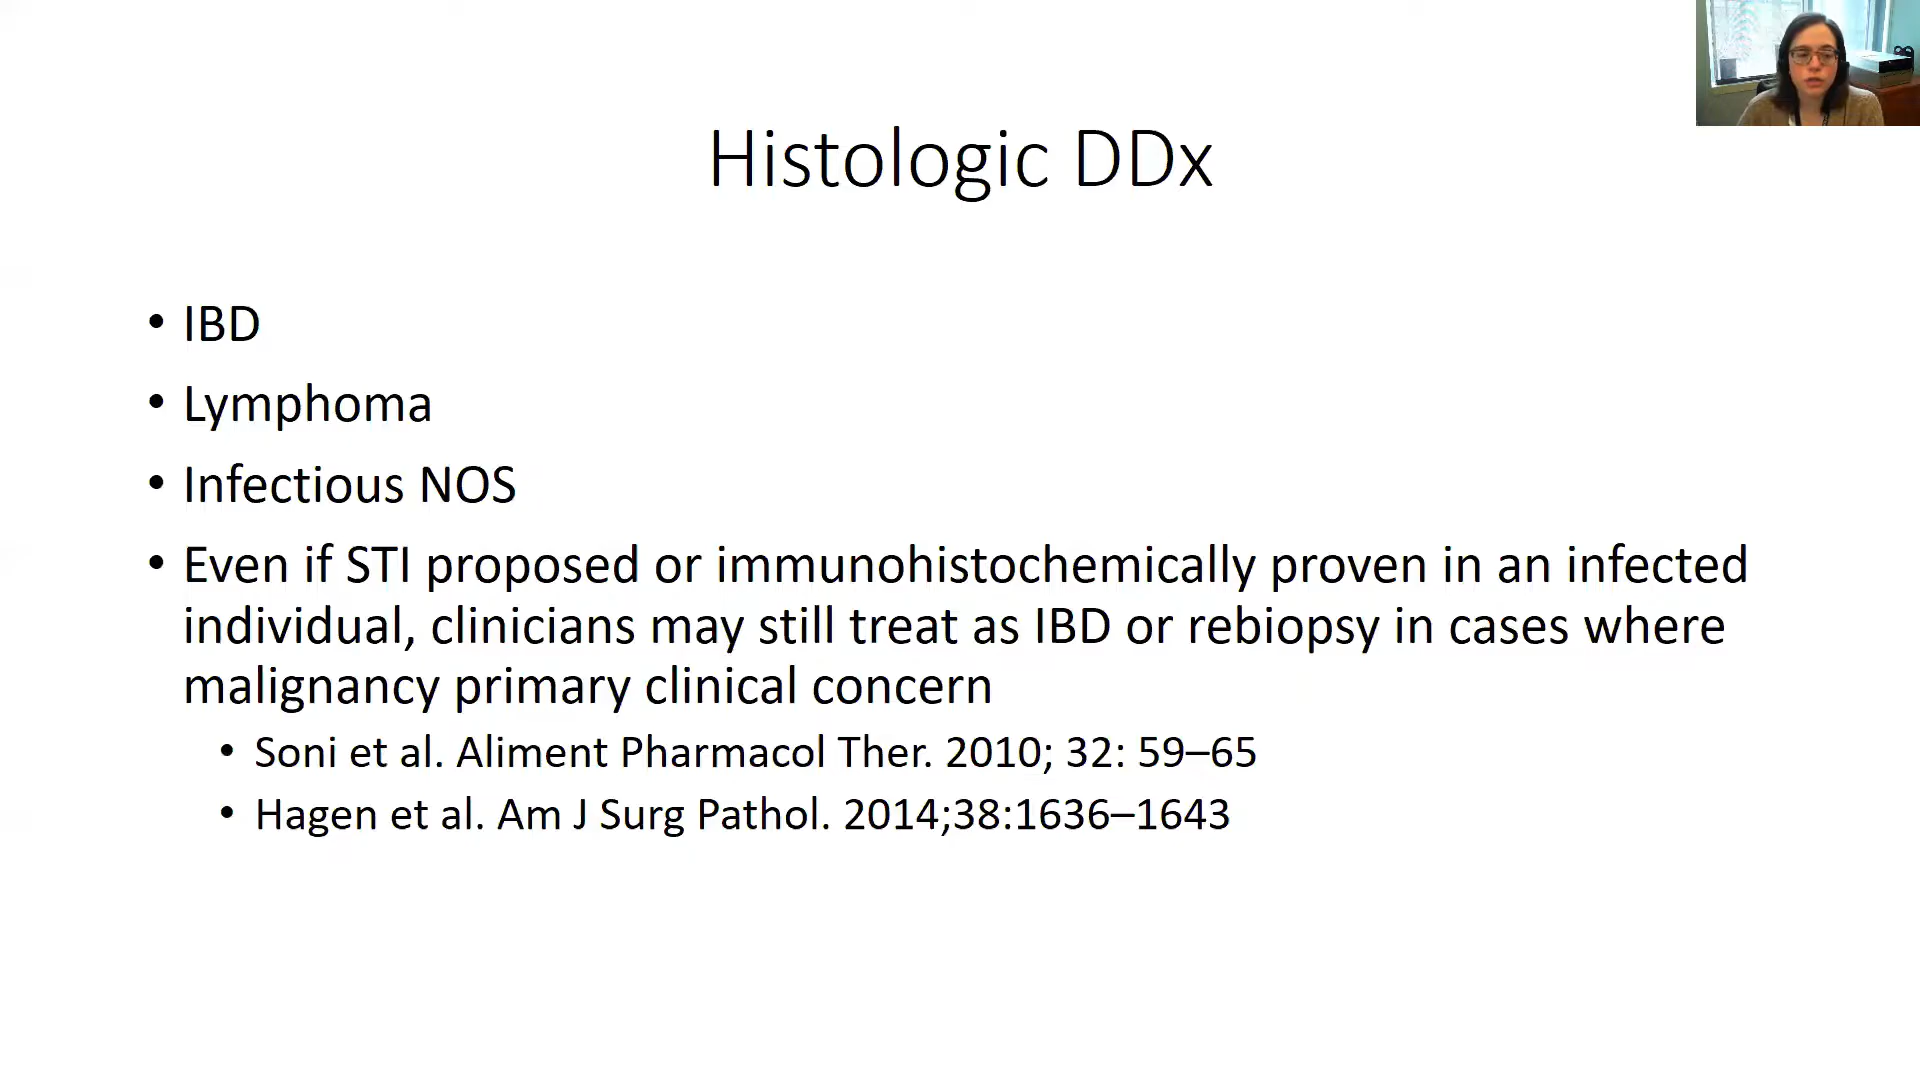 Histologic DDx
• IBD
• Lymphoma
• Infectious NOS
• Even if STI proposed or immunohistochemically proven in an infected
individual, clinicians may still treat as IBD or rebiopsy in cases where
malignancy primary clinical concern
• Soni et al. Aliment Pharmacol Ther. 2010; 32: 59–65
• Hagen et al. Am J Surg Pathol. 2014;38:1636–1643